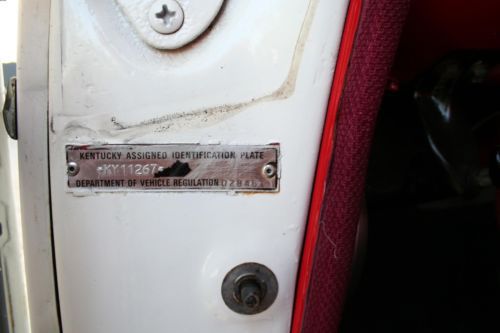 KENTUCKY ASSIGNED IDENTIFICATION PLATE
KY11267
DEPARTMENT OF VEHICLE REGULATION